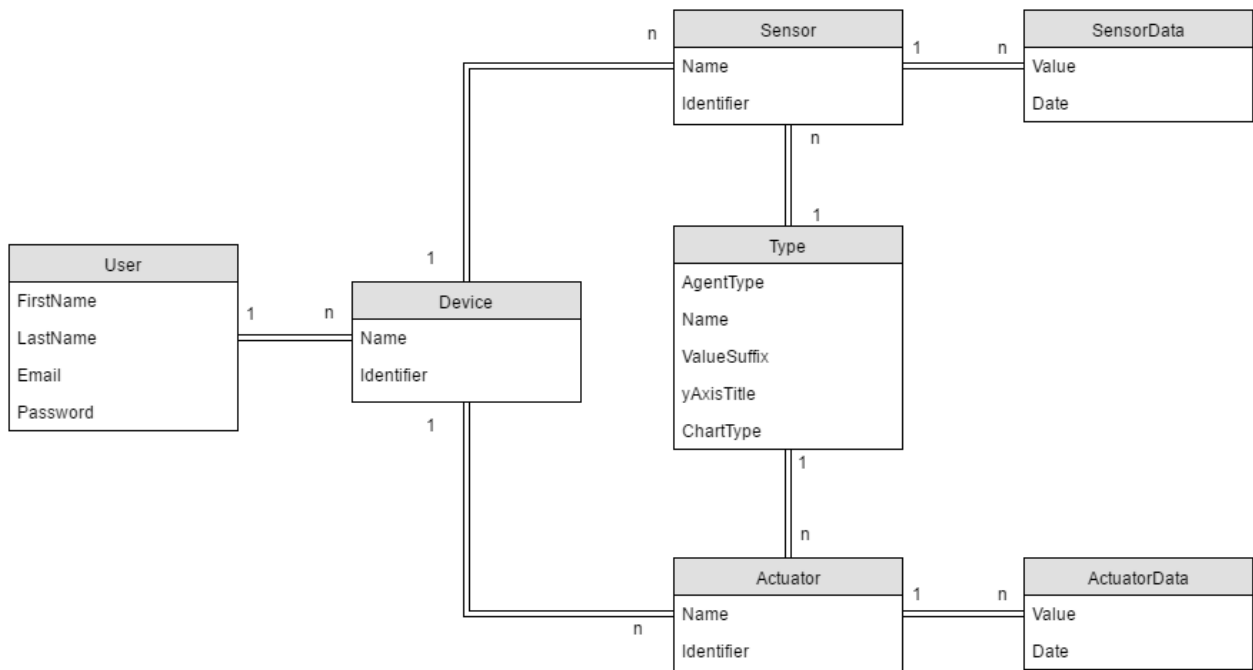 n
Sensor
Name
Identifier
1
n
SensorData
Value
Date
n
1
User
FirstName
LastName
Email
Password
1
n
1
Device
Name
Identifier
1
Type
AgentType
Name
ValueSuffix
yAxisTitle
ChartType
1
n
n
Actuator
Name
Identifier
1
n
ActuatorData
Value
Date